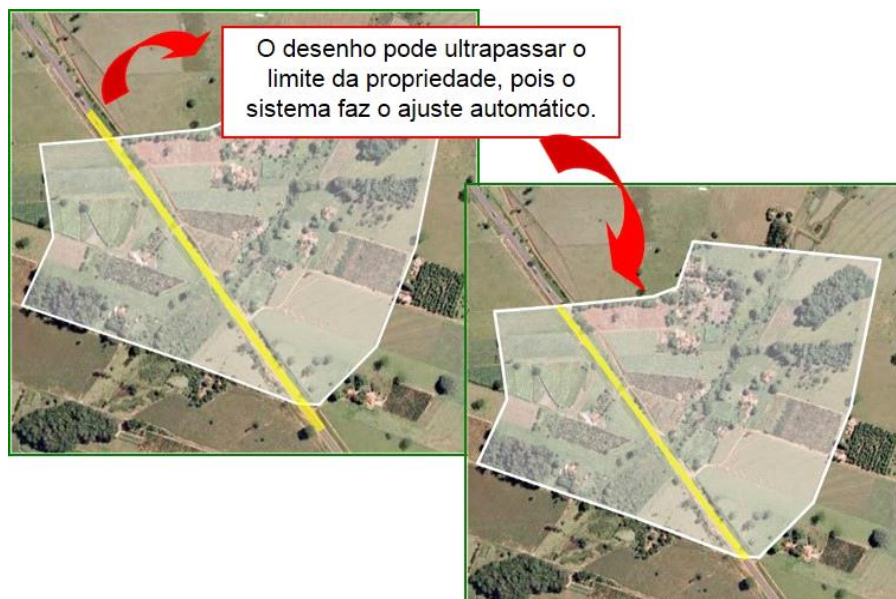 O desenho pode ultrapassar o
limite da propriedade, pois o
sistema faz o ajuste automático.